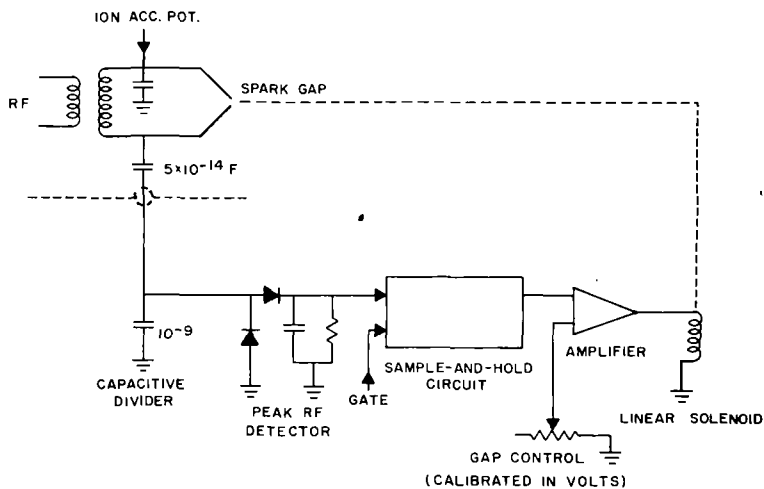 ION ACC. POT.
RF
SPARK GAP
5×10⁻¹⁴ F
10⁻⁹
CAPACITIVE
DIVIDER
PEAK RF
DETECTOR
GATE
SAMPLE-AND-HOLD
CIRCUIT
AMPLIFIER
LINEAR SOLENOID
GAP CONTROL
(CALIBRATED IN VOLTS)